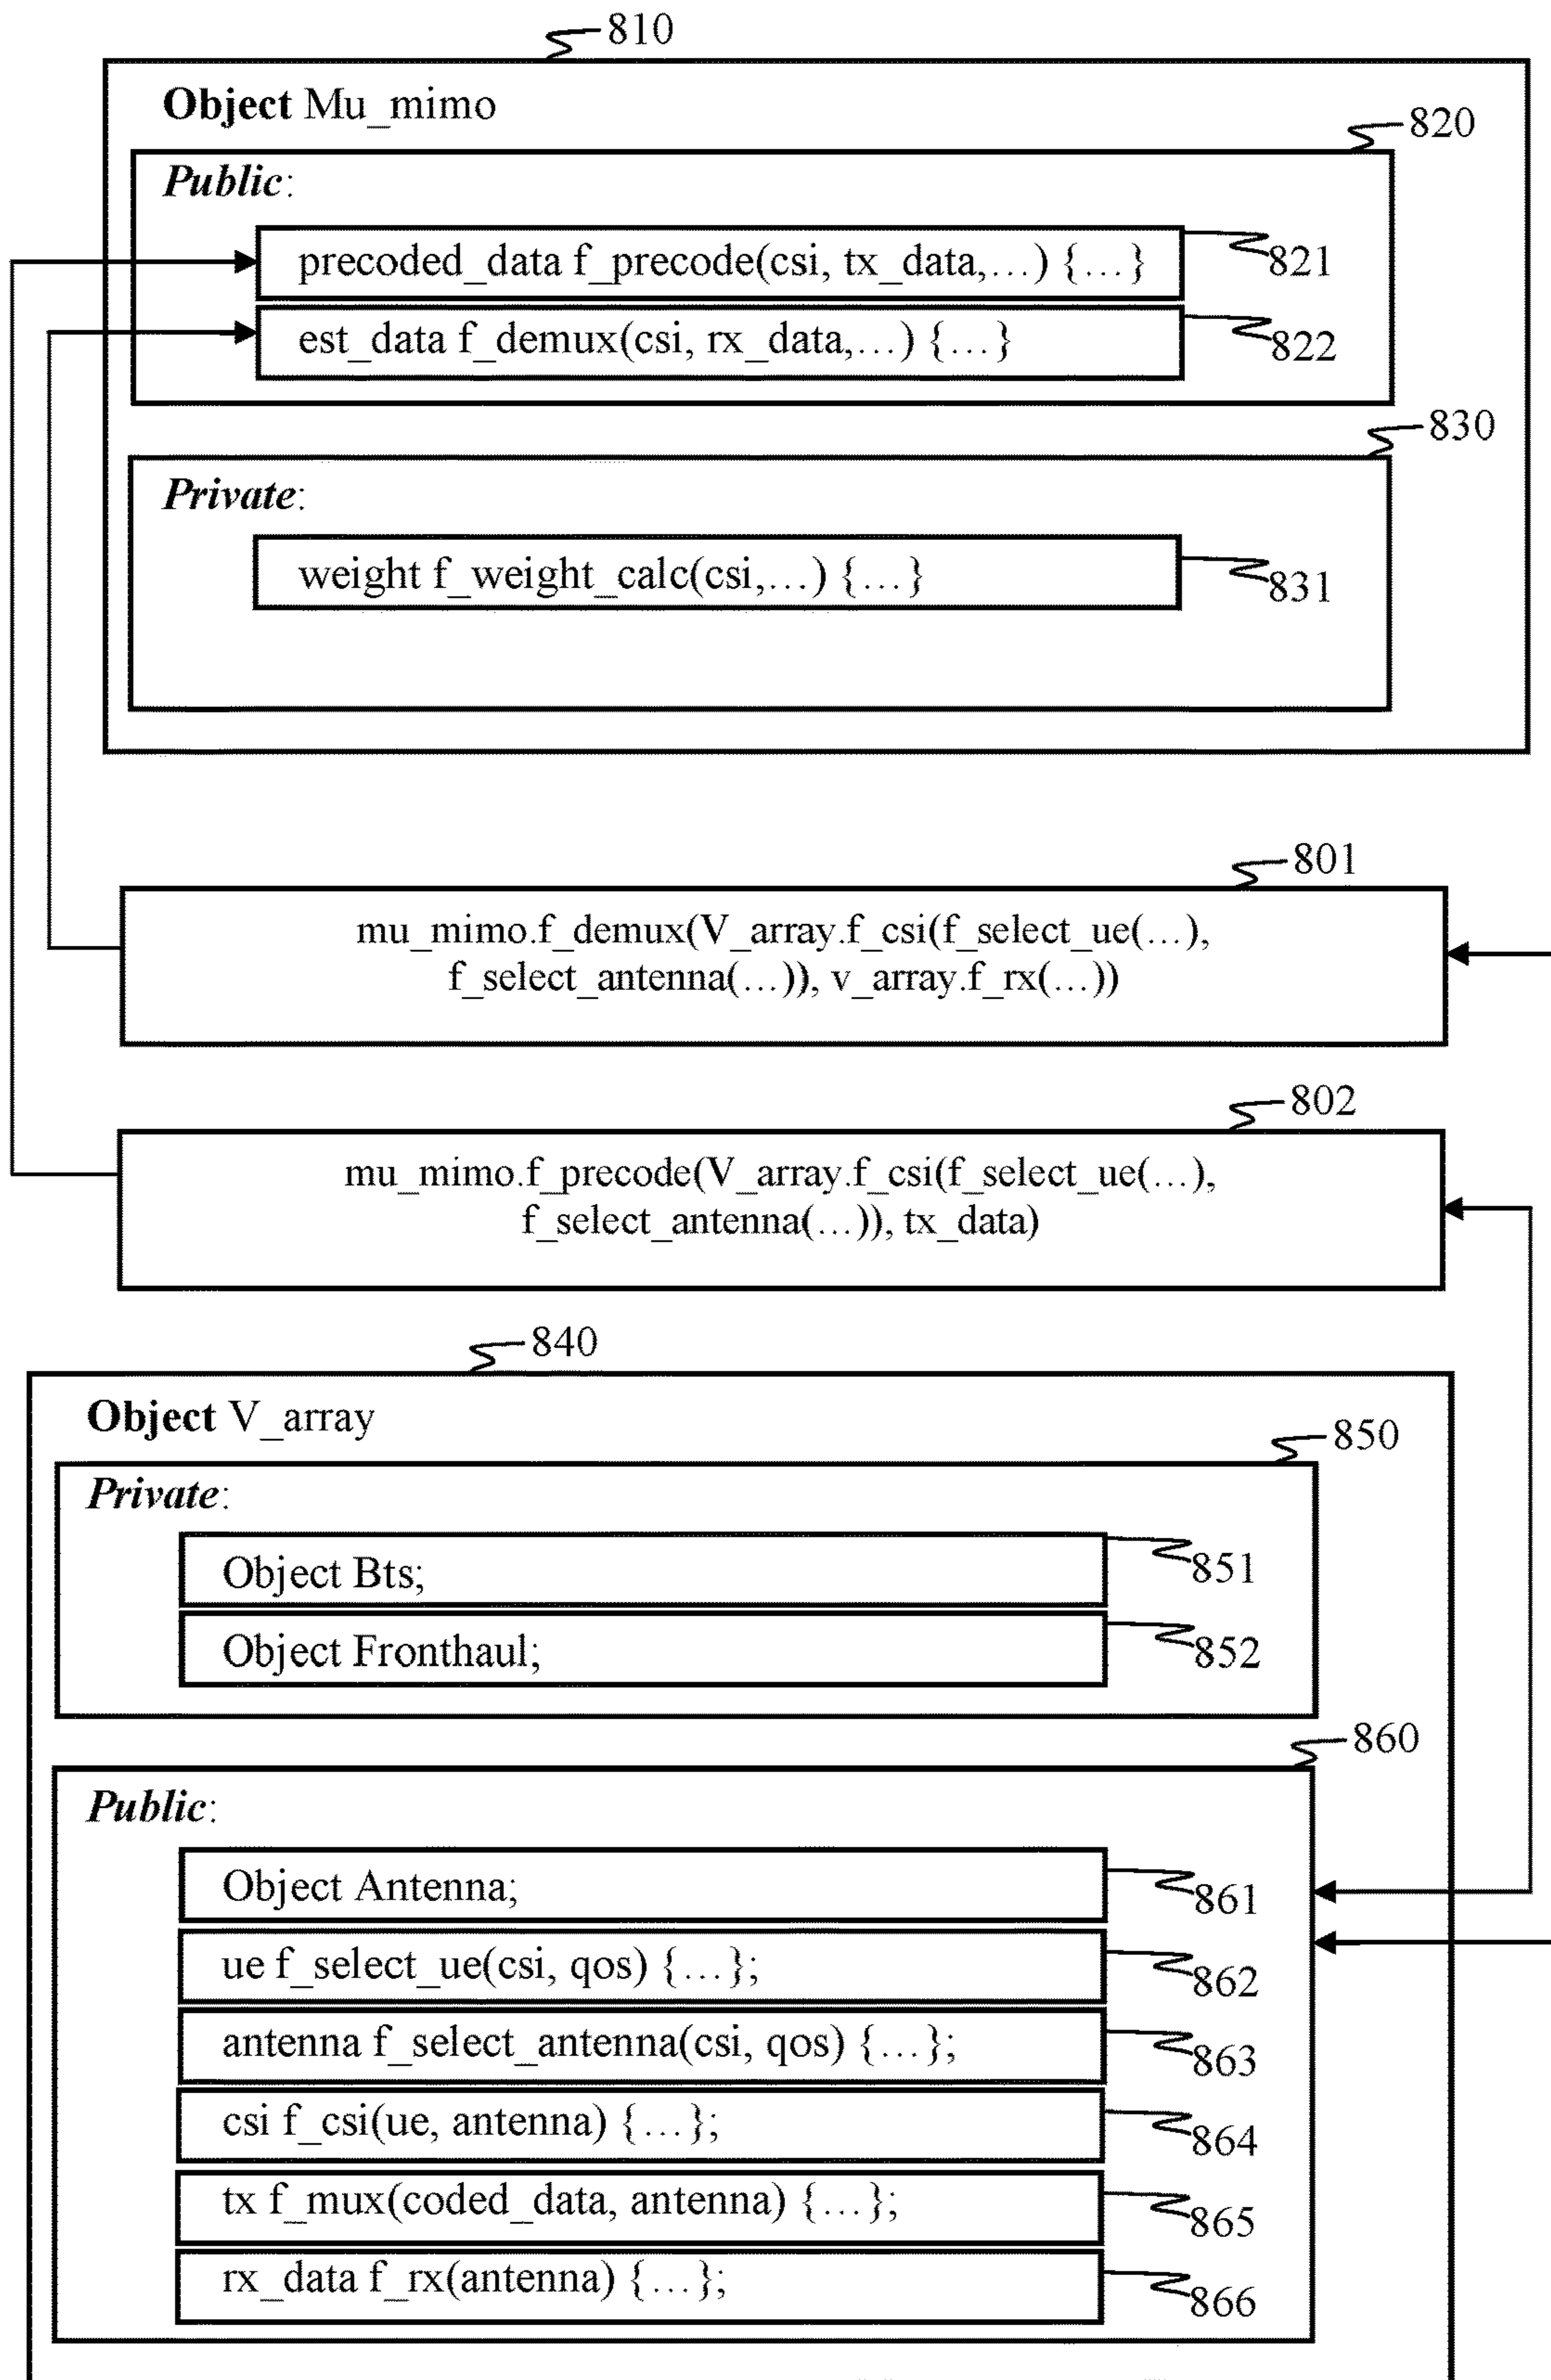 810
Object Mu_mimo
820
Public:
precoded_data f_precode(csi, tx_data,...) {...}
821
est_data f_demux(csi, rx_data,...) {...}
822
830
Private:
weight f_weight_calc(csi,...) {...}
831
801
mu_mimo.f_demux(V_array.f_csi(f_select_ue(...),
f_select_antenna(...)), v_array.f_rx(...))
802
mu_mimo.f_precode(V_array.f_csi(f_select_ue(...),
f_select_antenna(...)), tx_data)
840
Object V_array
850
Private:
Object Bts;
851
Object Fronthaul;
852
860
Public:
Object Antenna;
861
ue f_select_ue(csi, qos) {...};
862
antenna f_select_antenna(csi, qos) {...};
863
csi f_csi(ue, antenna) {...};
864
tx f_mux(coded_data, antenna) {...};
865
rx_data f_rx(antenna) {...};
866